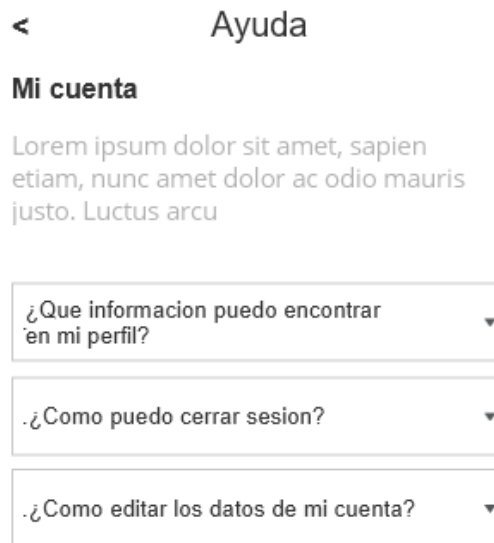 <
Ayuda
Mi cuenta
Lorem ipsum dolor sit amet, sapien
etiam, nunc amet dolor ac odio mauris
justo. Luctus arcu
¿Que informacion puedo encontrar
en mi perfil?
.¿Como puedo cerrar sesion?
.¿Como editar los datos de mi cuenta?